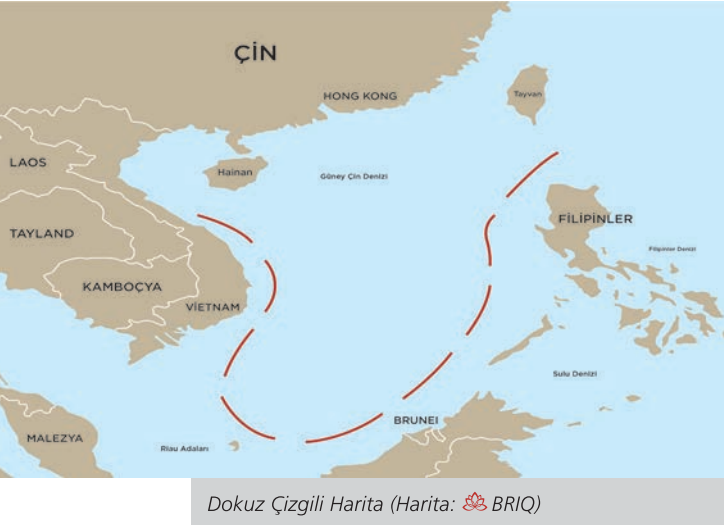 ÇİN
HONG KONG
Tayvan
LAOS
Hainan
Güney Çin Denizi
FİLİPİNLER
TAYLAND
Filipinler Denizi
KAMBOÇYA
VİETNAM
Sulu Denizi
BRUNEI
MALEZYA
Riau Adaları
Dokuz Çizgili Harita (Harita: BRIQ)